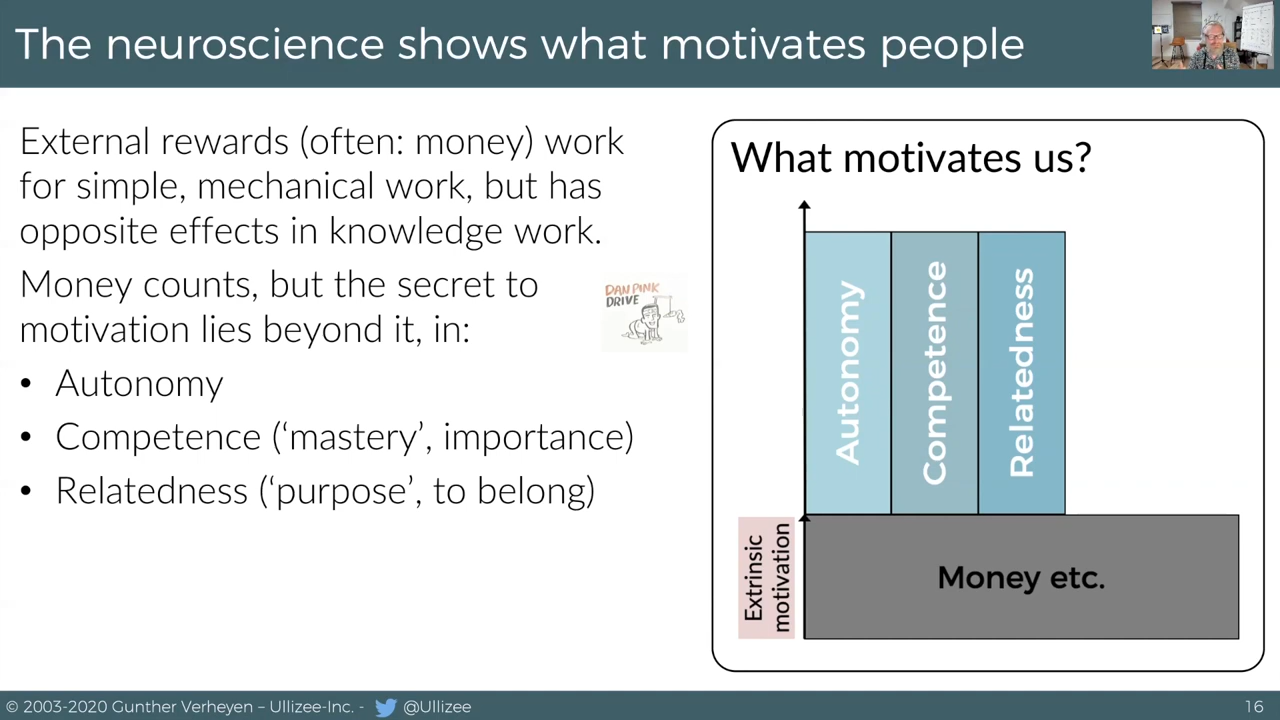 The neuroscience shows what motivates people
External rewards (often: money) work
for simple, mechanical work, but has
opposite effects in knowledge work.
Money counts, but the secret to
motivation lies beyond it, in:
• Autonomy
• Competence (‘mastery’, importance)
• Relatedness (‘purpose’, to belong)
DAN PINK
DRIVE
What motivates us?
Autonomy
Competence
Relatedness
Extrinsic
motivation
Money etc.
© 2003-2020 Gunther Verheyen – Ullizee-Inc. - @Ullizee
16